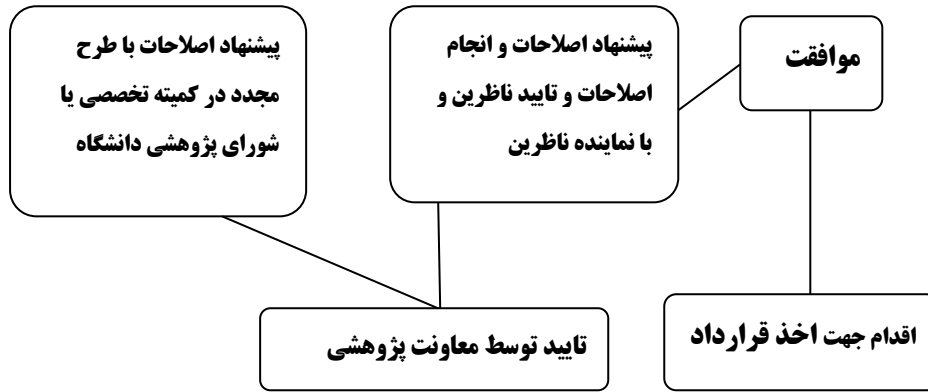 موافقت
پیشنهاد اصلاحات و انجام
اصلاحات و تایید ناظرین و
با نماینده ناظرین
پیشنهاد اصلاحات با طرح
مجدد در کمیته تخصصی یا
شورای پژوهشی دانشگاه
اقدام جهت اخذ قرارداد
تایید توسط معاونت پژوهشی